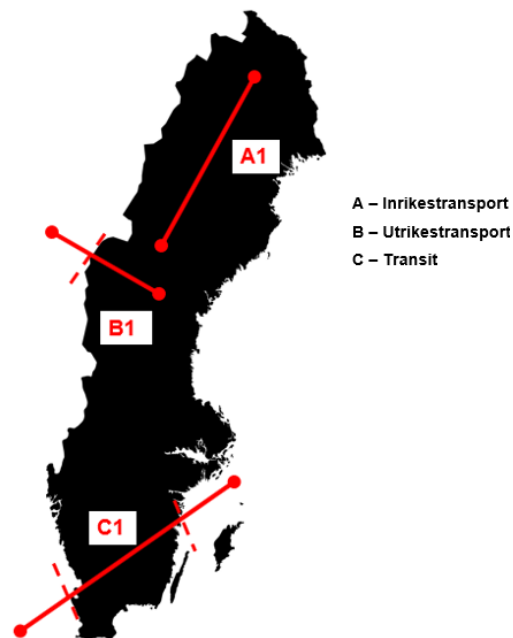 A1
A – Inrikestransport
B – Utrikestransport
C – Transit
B1
C1